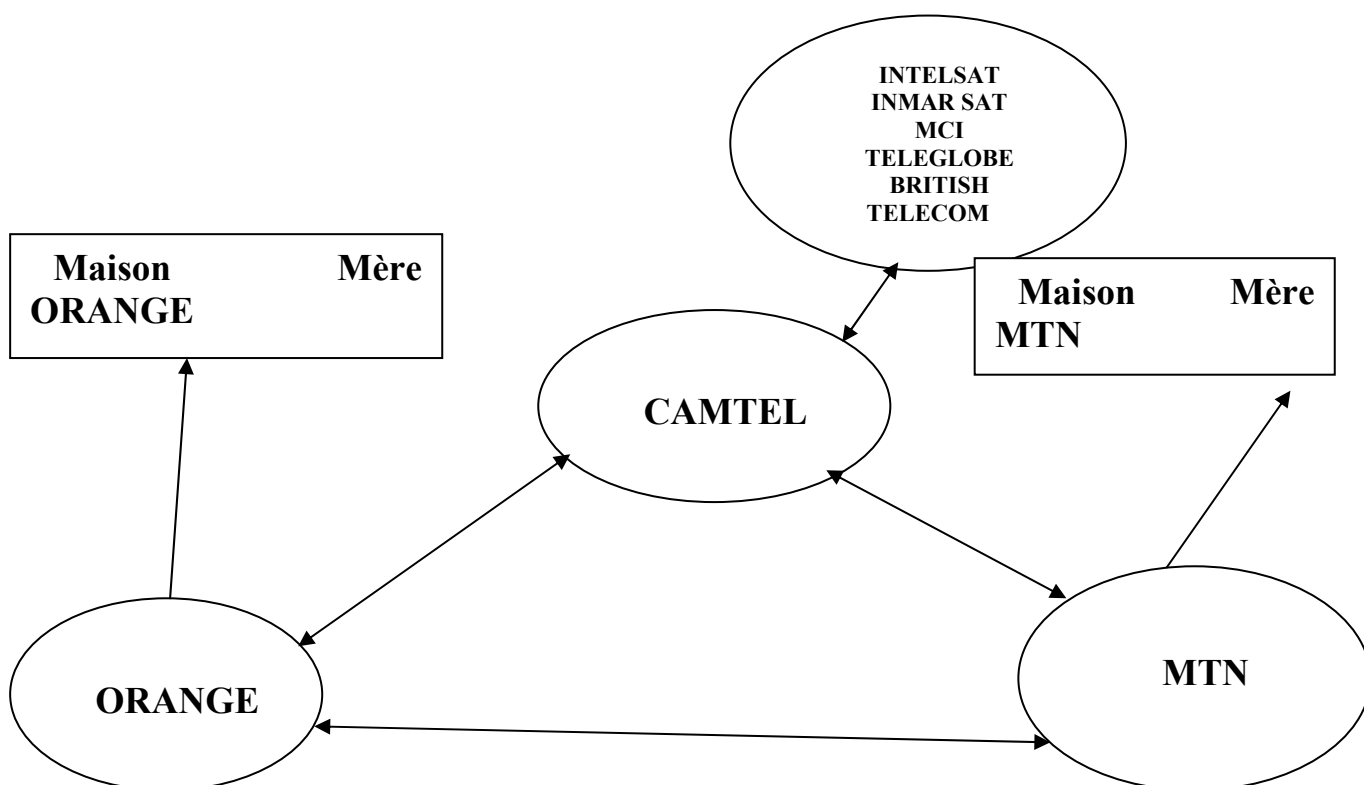 INTELSAT
INMAR SAT
MCI
TELEGLOBE
BRITISH
TELECOM
Maison Mère
ORANGE
Maison Mère
MTN
CAMTEL
ORANGE
MTN